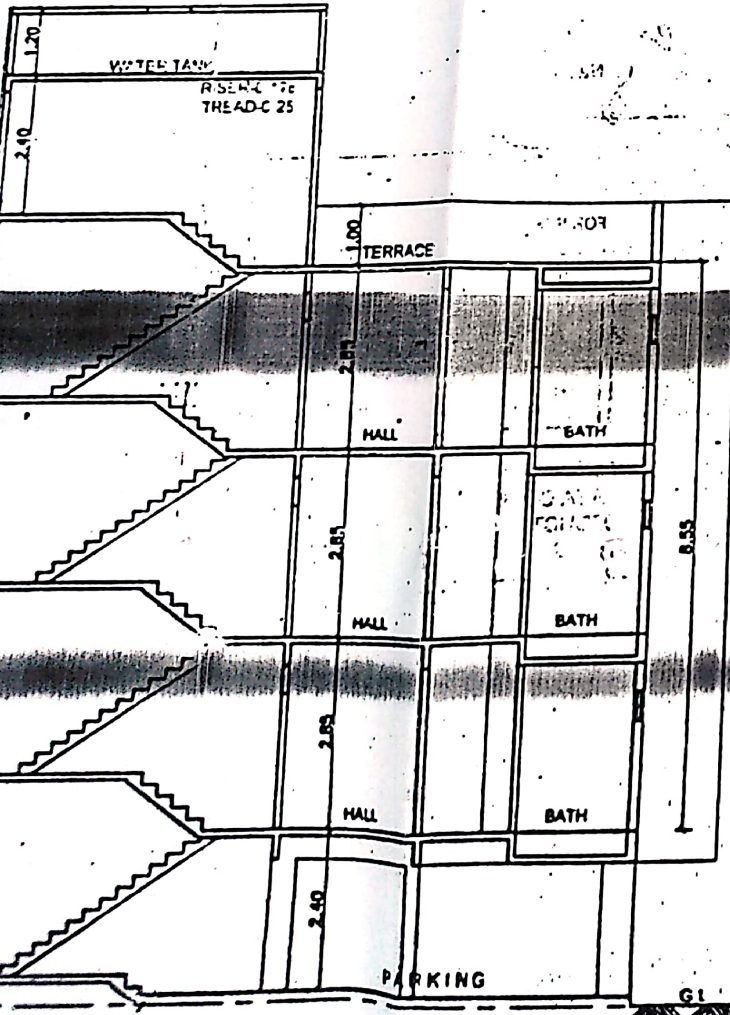 1.20
WATER TANK
TREAD-C 25
2.40
1.00
TERRACE
2.85
HALL
BATH
2.85
8.55
HALL
BATH
2.85
HALL
BATH
2.40
PARKING